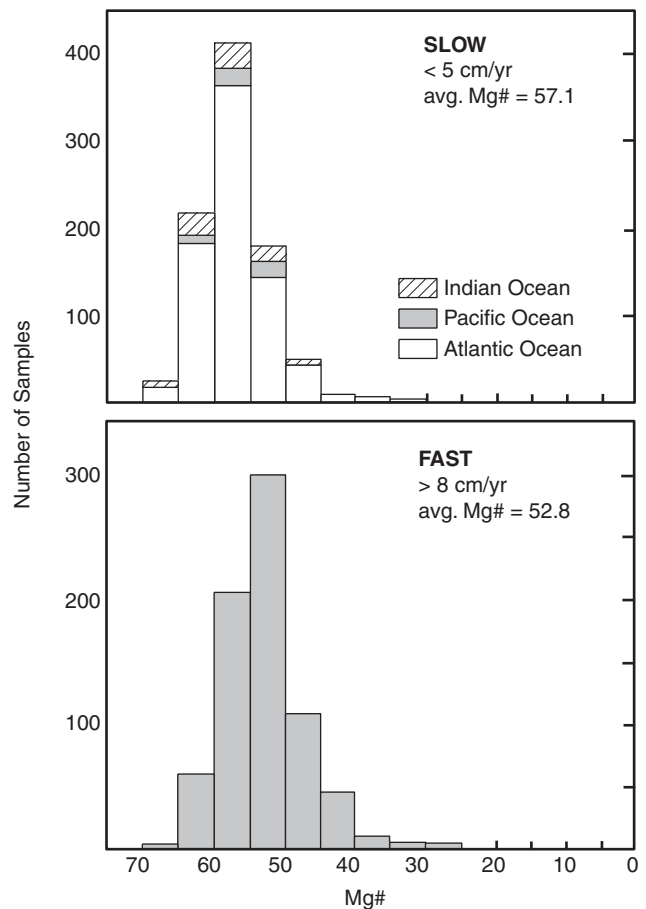 400
300
200
100
SLOW
< 5 cm/yr
avg. Mg# = 57.1
Indian Ocean
Pacific Ocean
Atlantic Ocean
Number of Samples
300
200
100
FAST
> 8 cm/yr
avg. Mg# = 52.8
70 60 50 40 30 20 10 0
Mg#